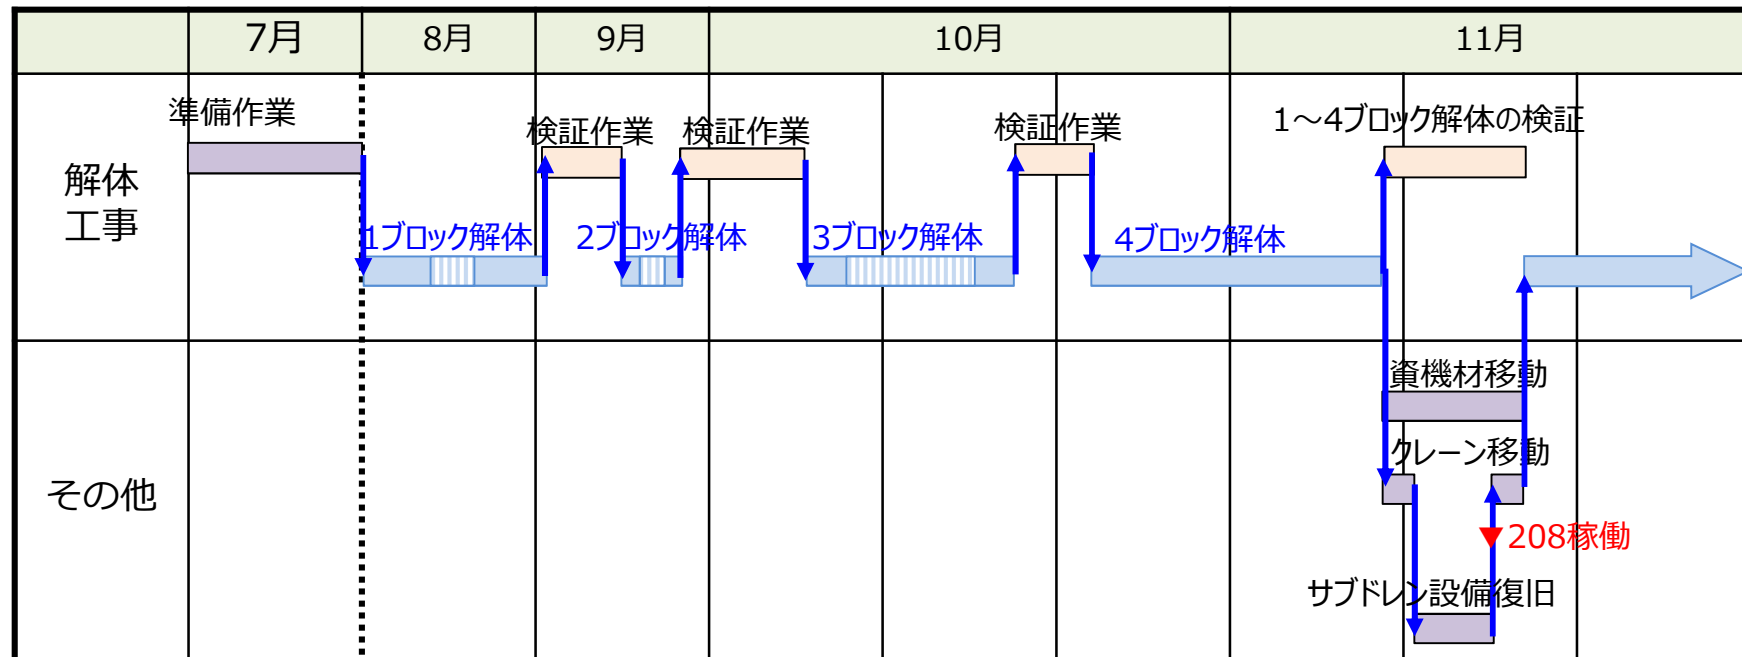 7月
8月
9月
10月
11月
解体
工事
準備作業
検証作業
検証作業
検証作業
1～4ブロック解体の検証
1ブロック解体
2ブロック解体
3ブロック解体
4ブロック解体
その他
資機材移動
クレーン移動
208稼働
サブドレン設備復旧